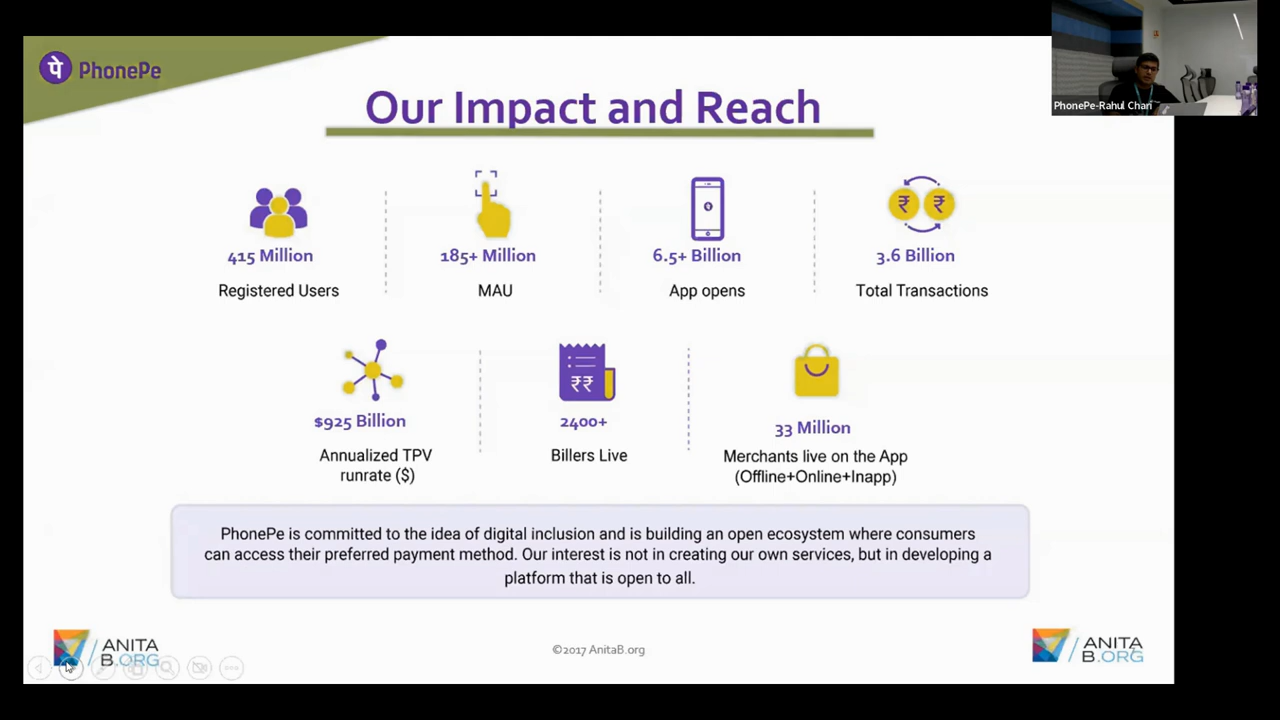 पे PhonePe
Our Impact and Reach
PhonePe-Rahul Chari
415 Million
Registered Users
185+ Million
MAU
6.5+ Billion
App opens
₹ ₹
3.6 Billion
Total Transactions
$925 Billion
Annualized TPV
runrate ($)
₹₹
2400+
Billers Live
33 Million
Merchants live on the App
(Offline+Online+Inapp)
PhonePe is committed to the idea of digital inclusion and is building an open ecosystem where consumers
can access their preferred payment method. Our interest is not in creating our own services, but in developing a
platform that is open to all.
ANITA
B.ORG
©2017 AnitaB.org
ANITA
B.ORG